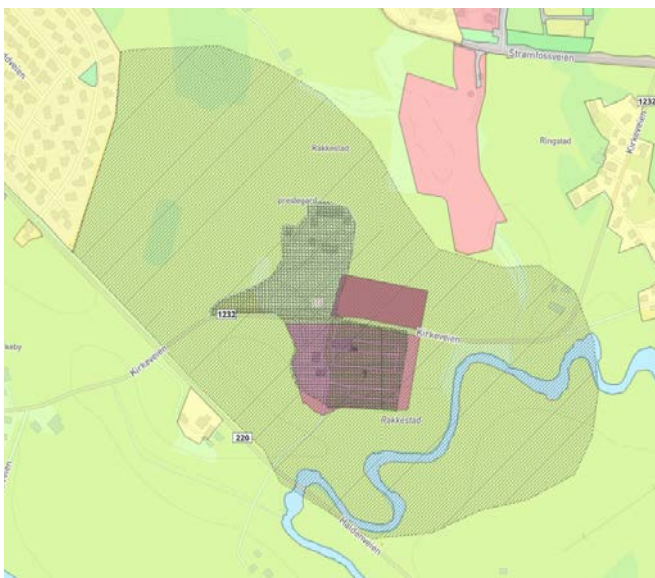 Strømfossveien
1232
Kirkeveien
Rakkestad
Ringstad
prestegard
1232
Kirkeveien
Kirkeveien
Rakkestad
220
Haldenveien